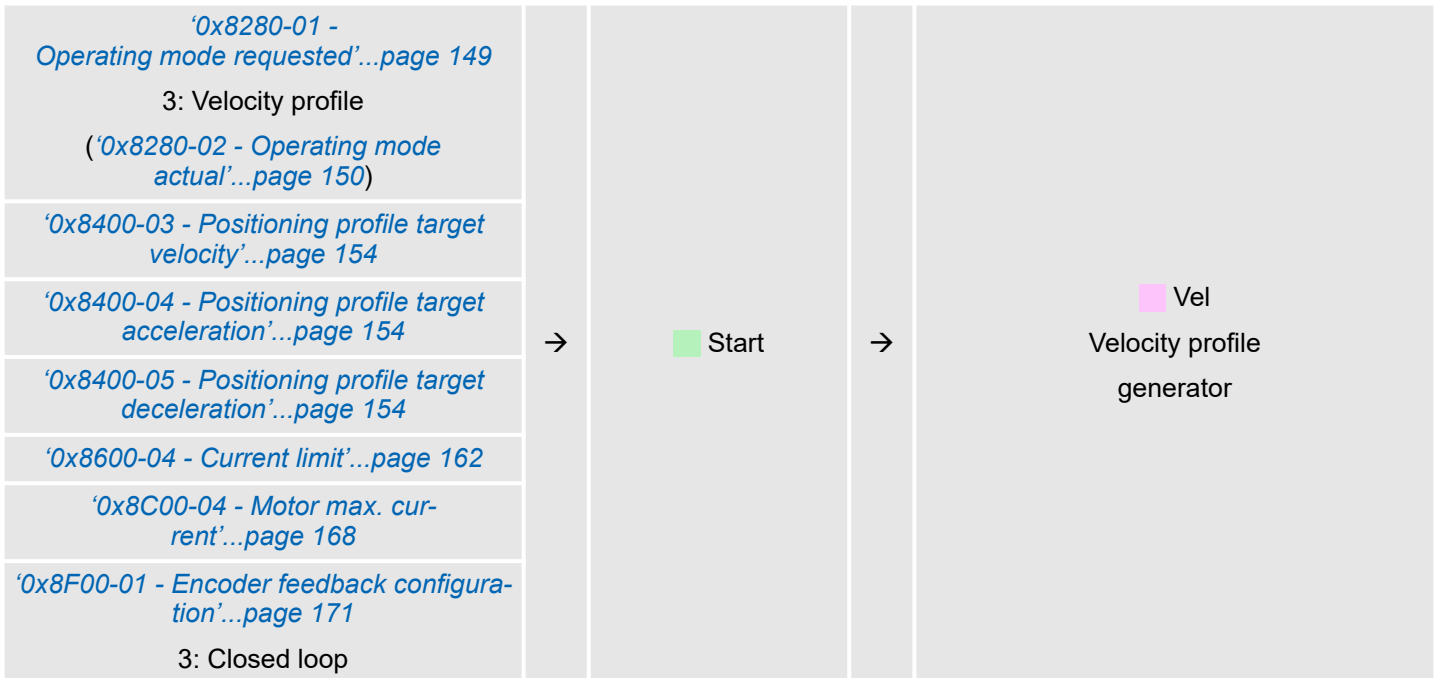 ‘0x8280-01 -
Operating mode requested’...page 149
3: Velocity profile
(‘0x8280-02 - Operating mode
actual’...page 150)
‘0x8400-03 - Positioning profile target
velocity’...page 154
‘0x8400-04 - Positioning profile target
acceleration’...page 154
‘0x8400-05 - Positioning profile target
deceleration’...page 154
‘0x8600-04 - Current limit’...page 162
‘0x8C00-04 - Motor max. cur-
rent’...page 168
‘0x8F00-01 - Encoder feedback configura-
tion’...page 171
3: Closed loop
→
Start
→
Vel
Velocity profile
generator